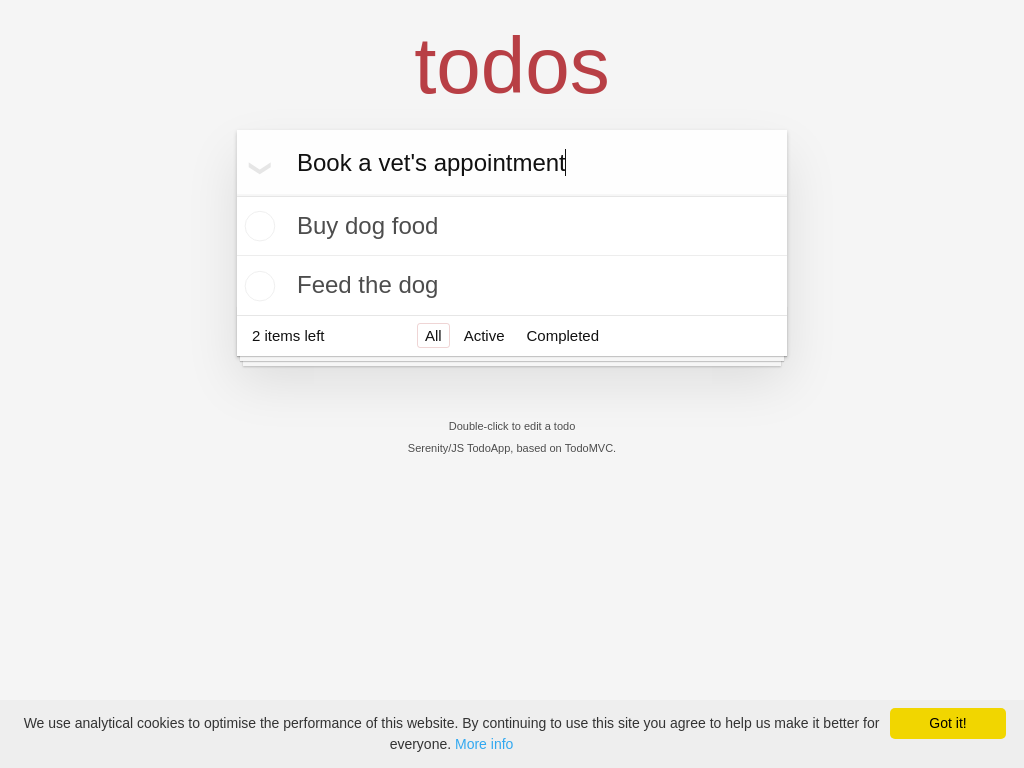 todos
Book a vet's appointment
Buy dog food
Feed the dog
2 items left All Active Completed
Double-click to edit a todo
Serenity/JS TodoApp, based on TodoMVC.
We use analytical cookies to optimise the performance of this website. By continuing to use this site you agree to help us make it better for
everyone. More info
Got it!